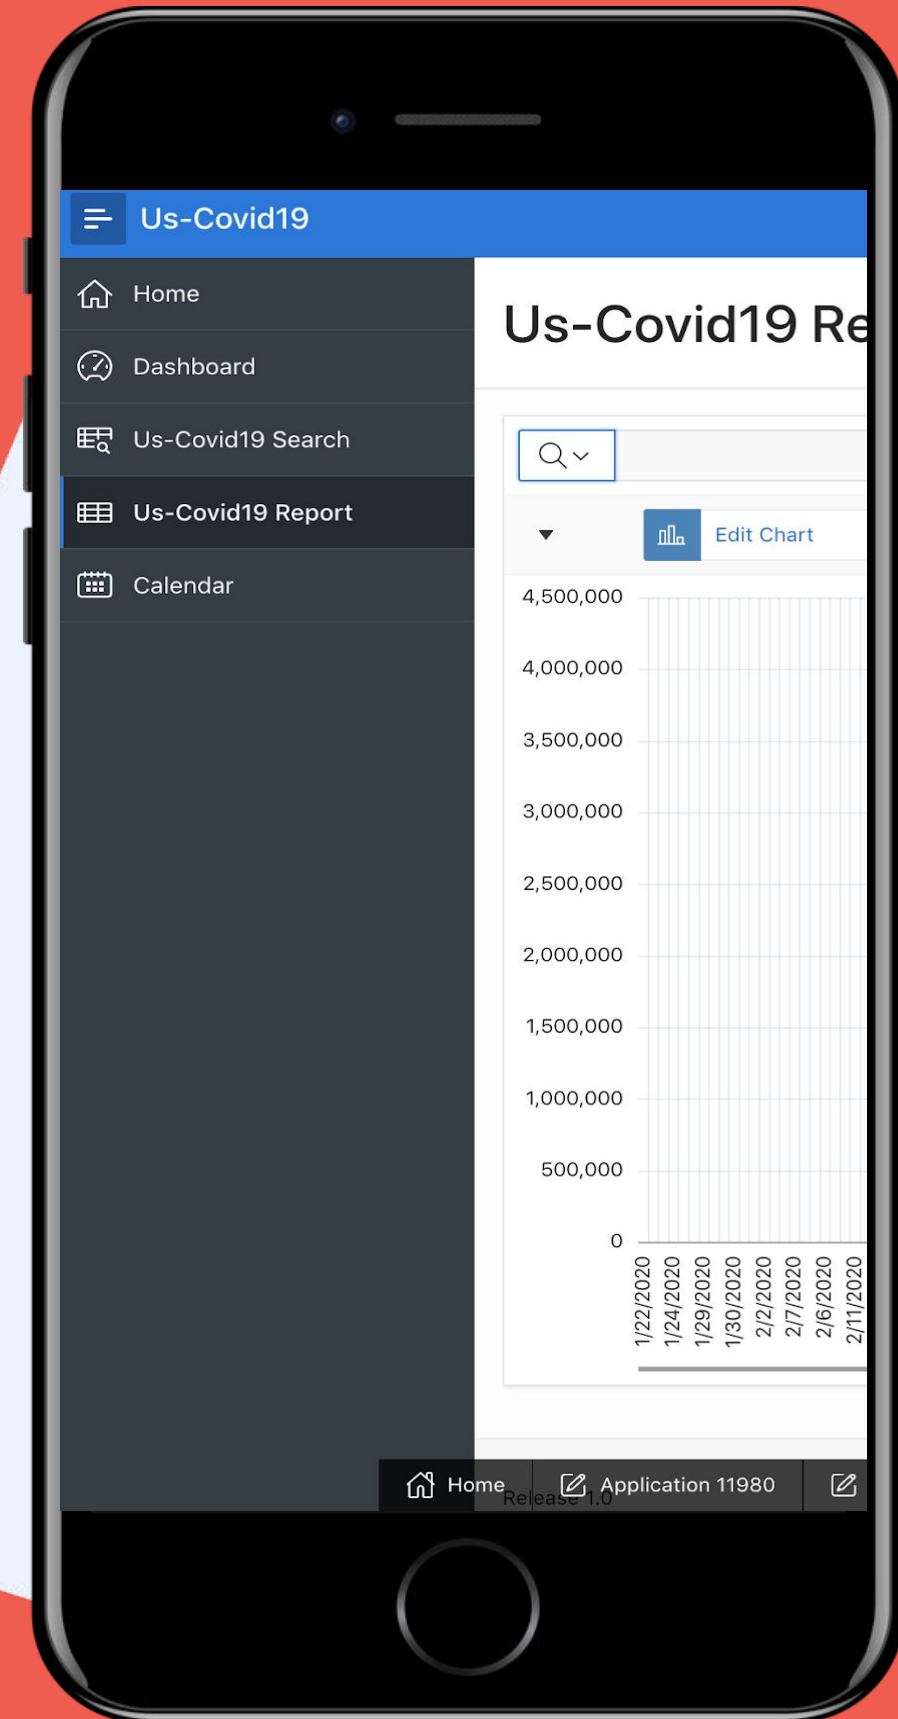 Us-Covid19
Home
Dashboard
Us-Covid19 Search
Us-Covid19 Report
Calendar
Us-Covid19 Re
Edit Chart
4,500,000
4,000,000
3,500,000
3,000,000
2,500,000
2,000,000
1,500,000
1,000,000
500,000
0
1/22/2020
1/24/2020
1/29/2020
1/30/2020
2/2/2020
2/7/2020
2/6/2020
2/11/2020
Home
Application 11980
Release 1.0